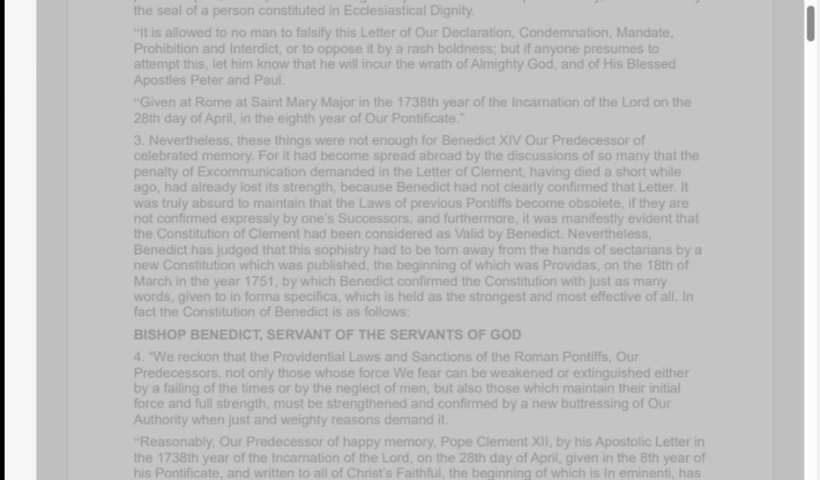 the seal of a person constituted in Ecclesiastical Dignity.
“It is allowed to no man to falsify this Letter of Our Declaration, Condemnation, Mandate,
Prohibition and Interdict, or to oppose it by a rash boldness; but if anyone presumes to
attempt this, let him know that he will incur the wrath of Almighty God, and of His Blessed
Apostles Peter and Paul.
“Given at Rome at Saint Mary Major in the 1738th year of the Incarnation of the Lord on the
28th day of April, in the eighth year of Our Pontificate.”
3. Nevertheless, these things were not enough for Benedict XIV Our Predecessor of
celebrated memory. For it had become spread abroad by the discussions of so many that the
penalty of Excommunication demanded in the Letter of Clement, having died a short while
ago, had already lost its strength, because Benedict had not clearly confirmed that Letter. It
was truly absurd to maintain that the Laws of previous Pontiffs become obsolete, if they are
not confirmed expressly by one’s Successors, and furthermore, it was manifestly evident that
the Constitution of Clement had been considered as Valid by Benedict. Nevertheless,
Benedict has judged that this sophistry had to be torn away from the hands of sectarians by a
new Constitution which was published, the beginning of which was Providas, on the 18th of
March in the year 1751, by which Benedict confirmed the Constitution with just as many
words, given to in forma specifica, which is held as the strongest and most effective of all. In
fact the Constitution of Benedict is as follows:
BISHOP BENEDICT, SERVANT OF THE SERVANTS OF GOD
4. “We reckon that the Providential Laws and Sanctions of the Roman Pontiffs, Our
Predecessors, not only those whose force We fear can be weakened or extinguished either
by a failing of the times or by the neglect of men, but also those which maintain their initial
force and full strength, must be strengthened and confirmed by a new buttressing of Our
Authority when just and weighty reasons demand it.
“Reasonably, Our Predecessor of happy memory, Pope Clement XII, by his Apostolic Letter in
the 1738th year of the Incarnation of the Lord, on the 28th day of April, given in the 8th year of
his Pontificate, and written to all of Christ’s Faithful, the beginning of which is In eminenti, has